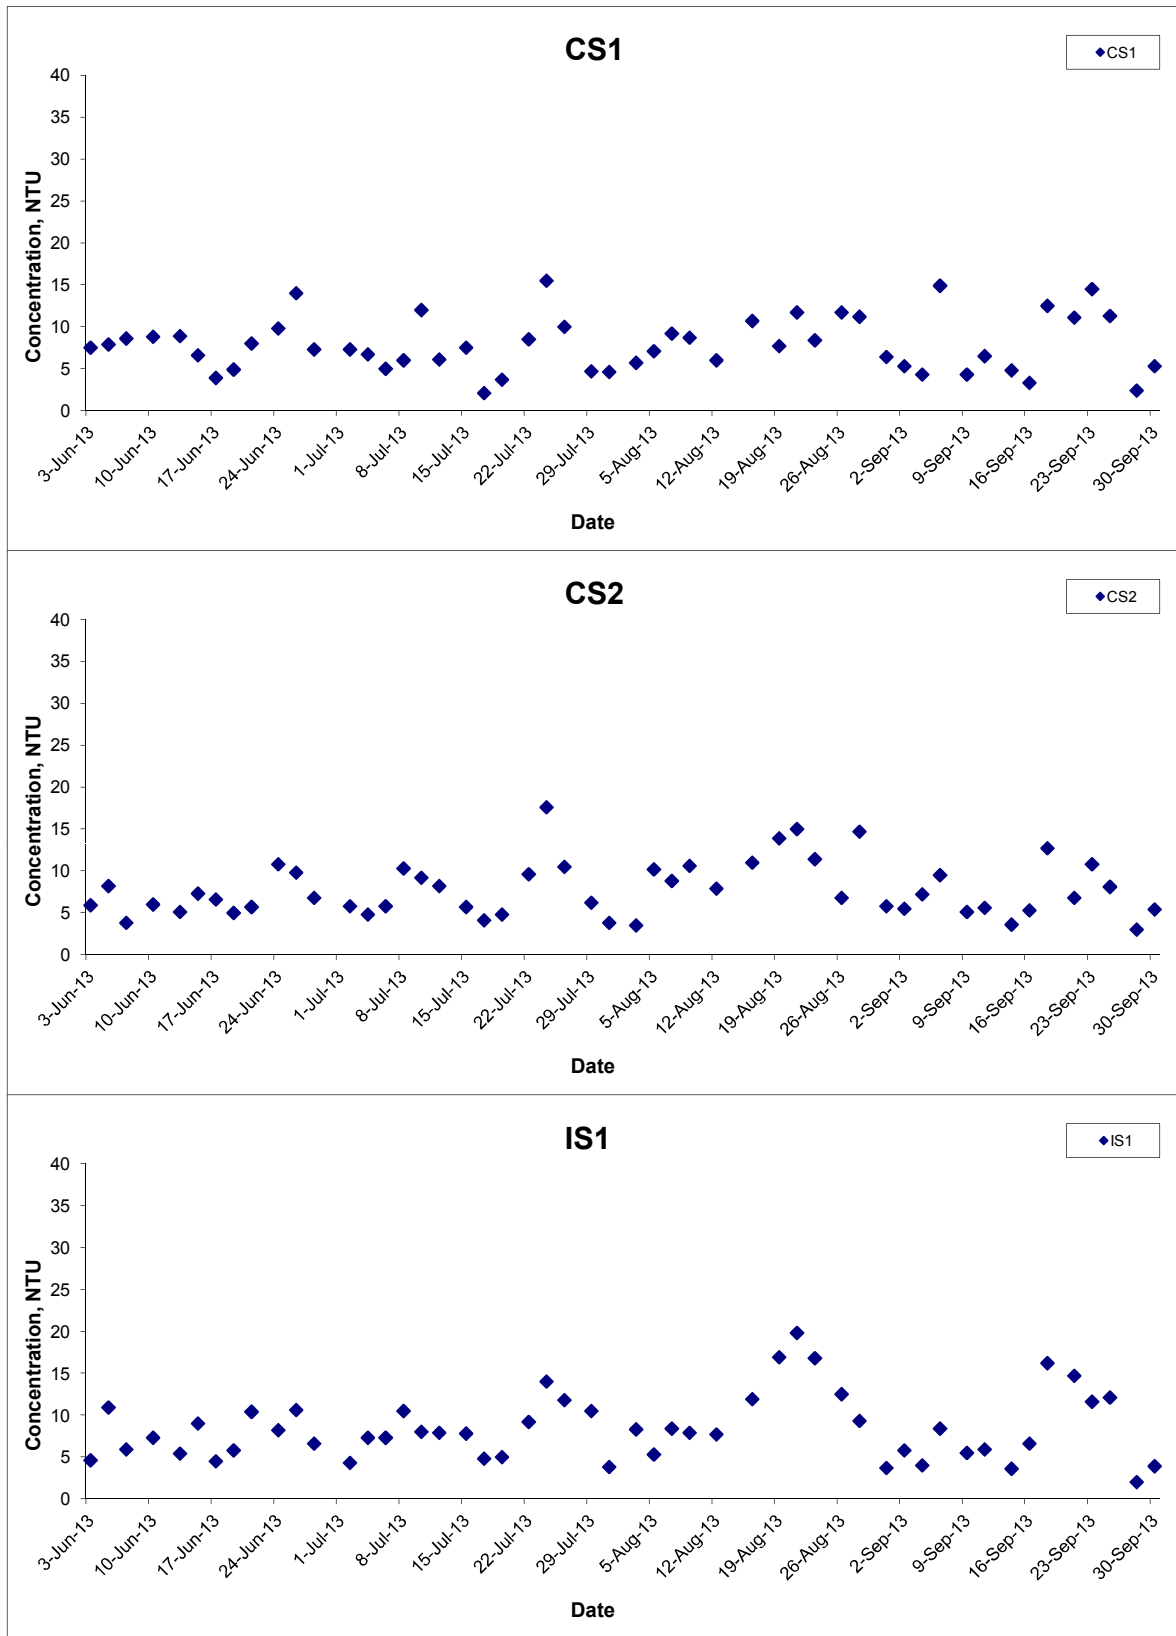 CS1
CS1
40
35
30
25
20
15
10
5
0
Concentration, NTU
3-Jun-13
10-Jun-13
17-Jun-13
24-Jun-13
1-Jul-13
8-Jul-13
15-Jul-13
22-Jul-13
29-Jul-13
5-Aug-13
12-Aug-13
19-Aug-13
26-Aug-13
2-Sep-13
9-Sep-13
16-Sep-13
23-Sep-13
30-Sep-13
Date
CS2
CS2
40
35
30
25
20
15
10
5
0
Concentration, NTU
3-Jun-13
10-Jun-13
17-Jun-13
24-Jun-13
1-Jul-13
8-Jul-13
15-Jul-13
22-Jul-13
29-Jul-13
5-Aug-13
12-Aug-13
19-Aug-13
26-Aug-13
2-Sep-13
9-Sep-13
16-Sep-13
23-Sep-13
30-Sep-13
Date
IS1
IS1
40
35
30
25
20
15
10
5
0
Concentration, NTU
3-Jun-13
10-Jun-13
17-Jun-13
24-Jun-13
1-Jul-13
8-Jul-13
15-Jul-13
22-Jul-13
29-Jul-13
5-Aug-13
12-Aug-13
19-Aug-13
26-Aug-13
2-Sep-13
9-Sep-13
16-Sep-13
23-Sep-13
30-Sep-13
Date